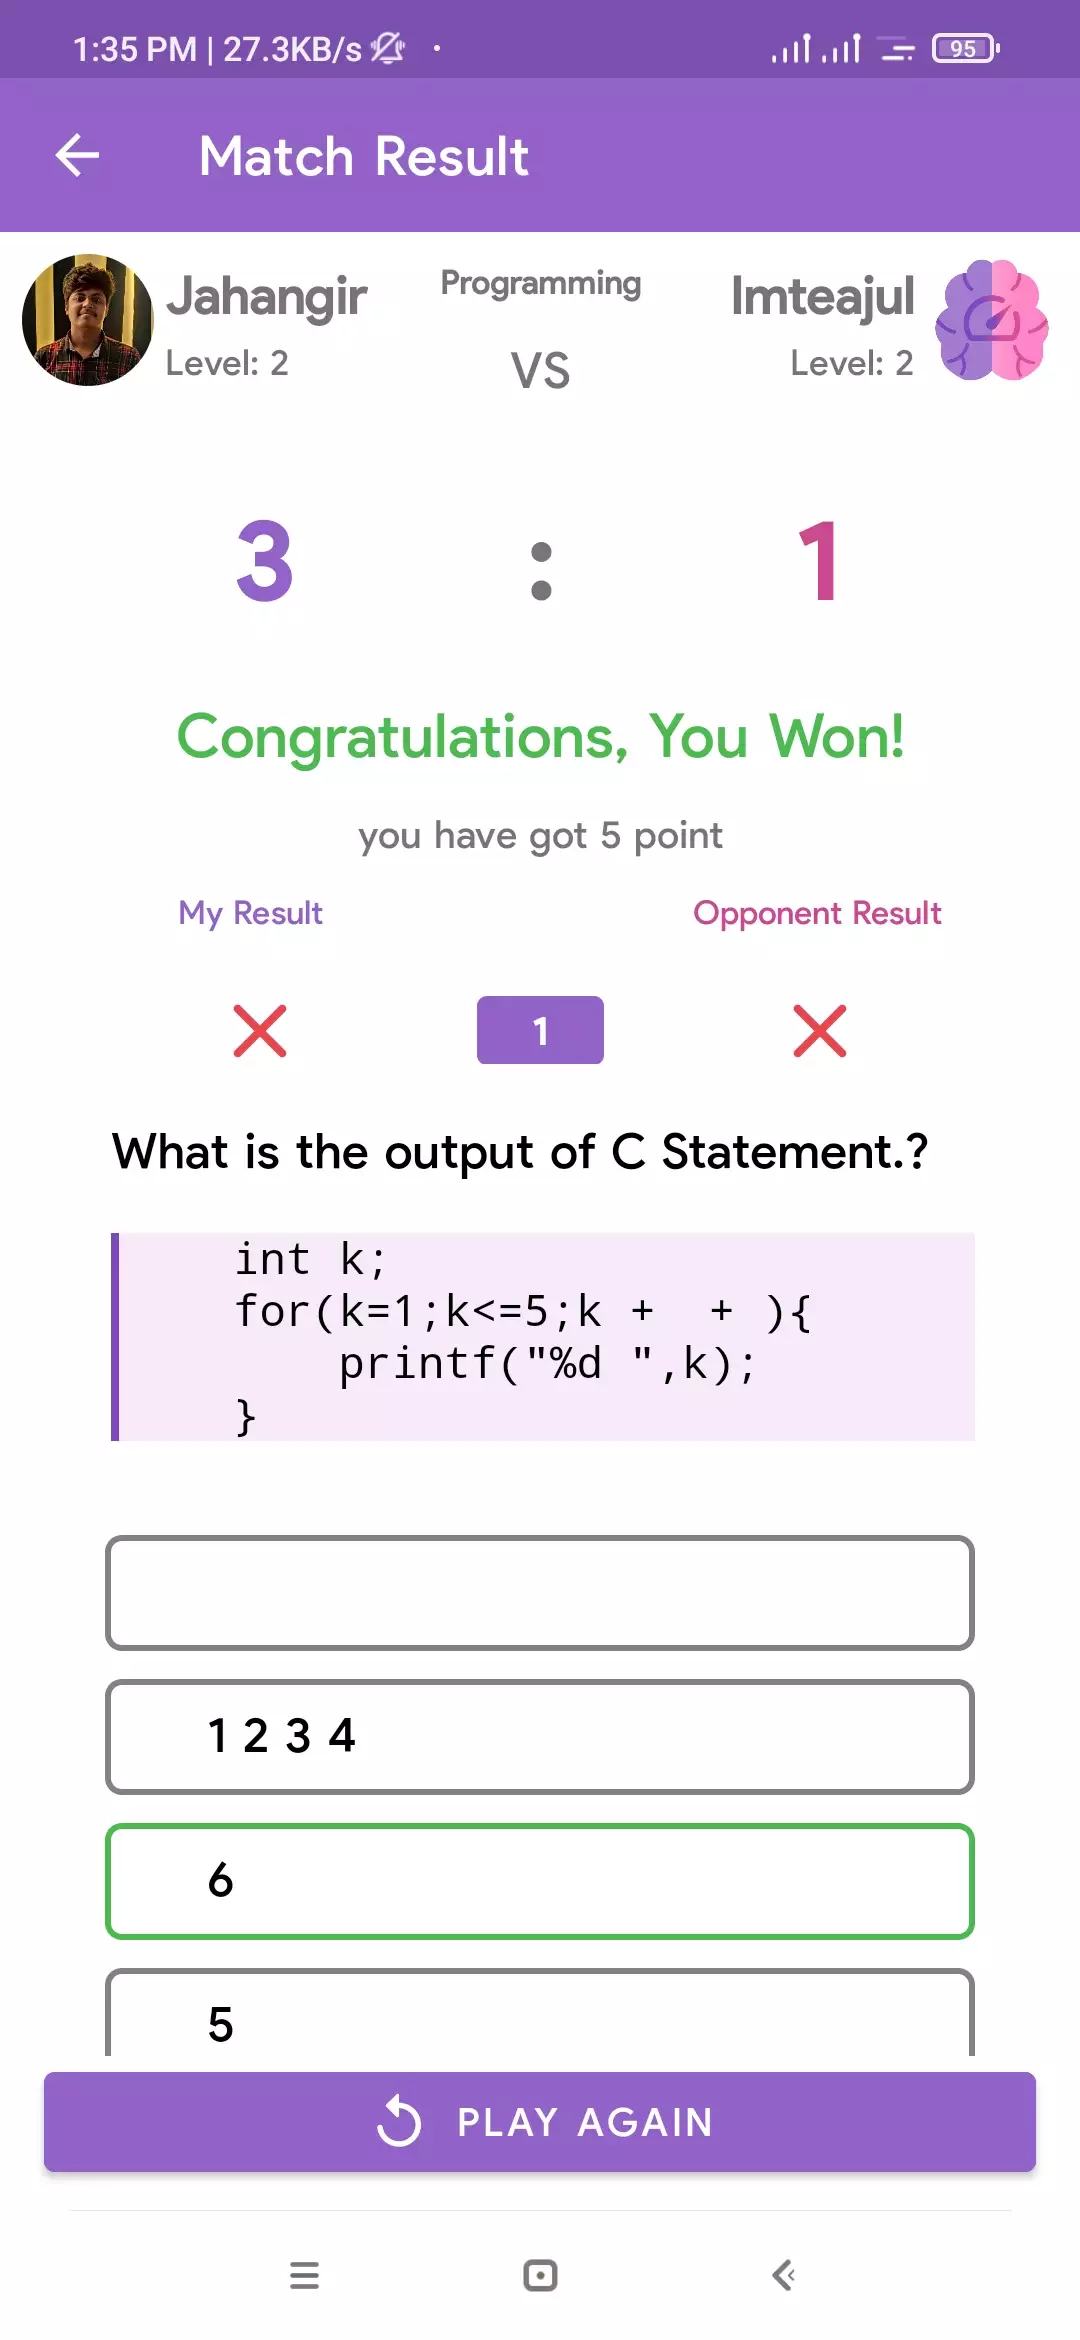 1:35 PM | 27.3KB/s
95
Match Result
Jahangir
Level: 2
Programming
VS
Imteajul
Level: 2
3 : 1
Congratulations, You Won!
you have got 5 point
My Result
Opponent Result
1
What is the output of C Statement.?
int k;
for(k=1;k<=5;k +  + ){
    printf("%d ",k);
}
1 2 3 4
6
5
PLAY AGAIN